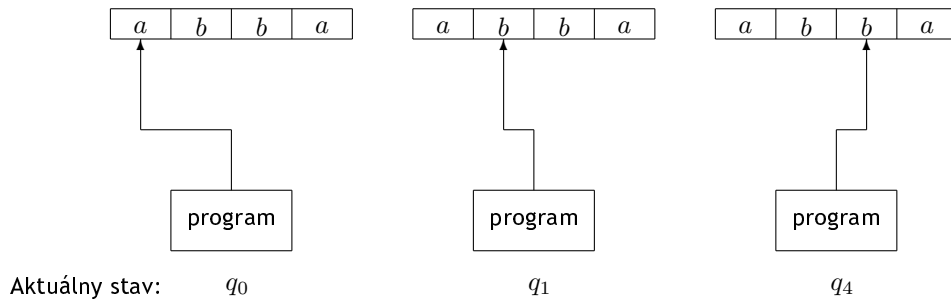 a b b a a b b a a b b a
program program program
Aktuálny stav: q₀ q₁ q₄